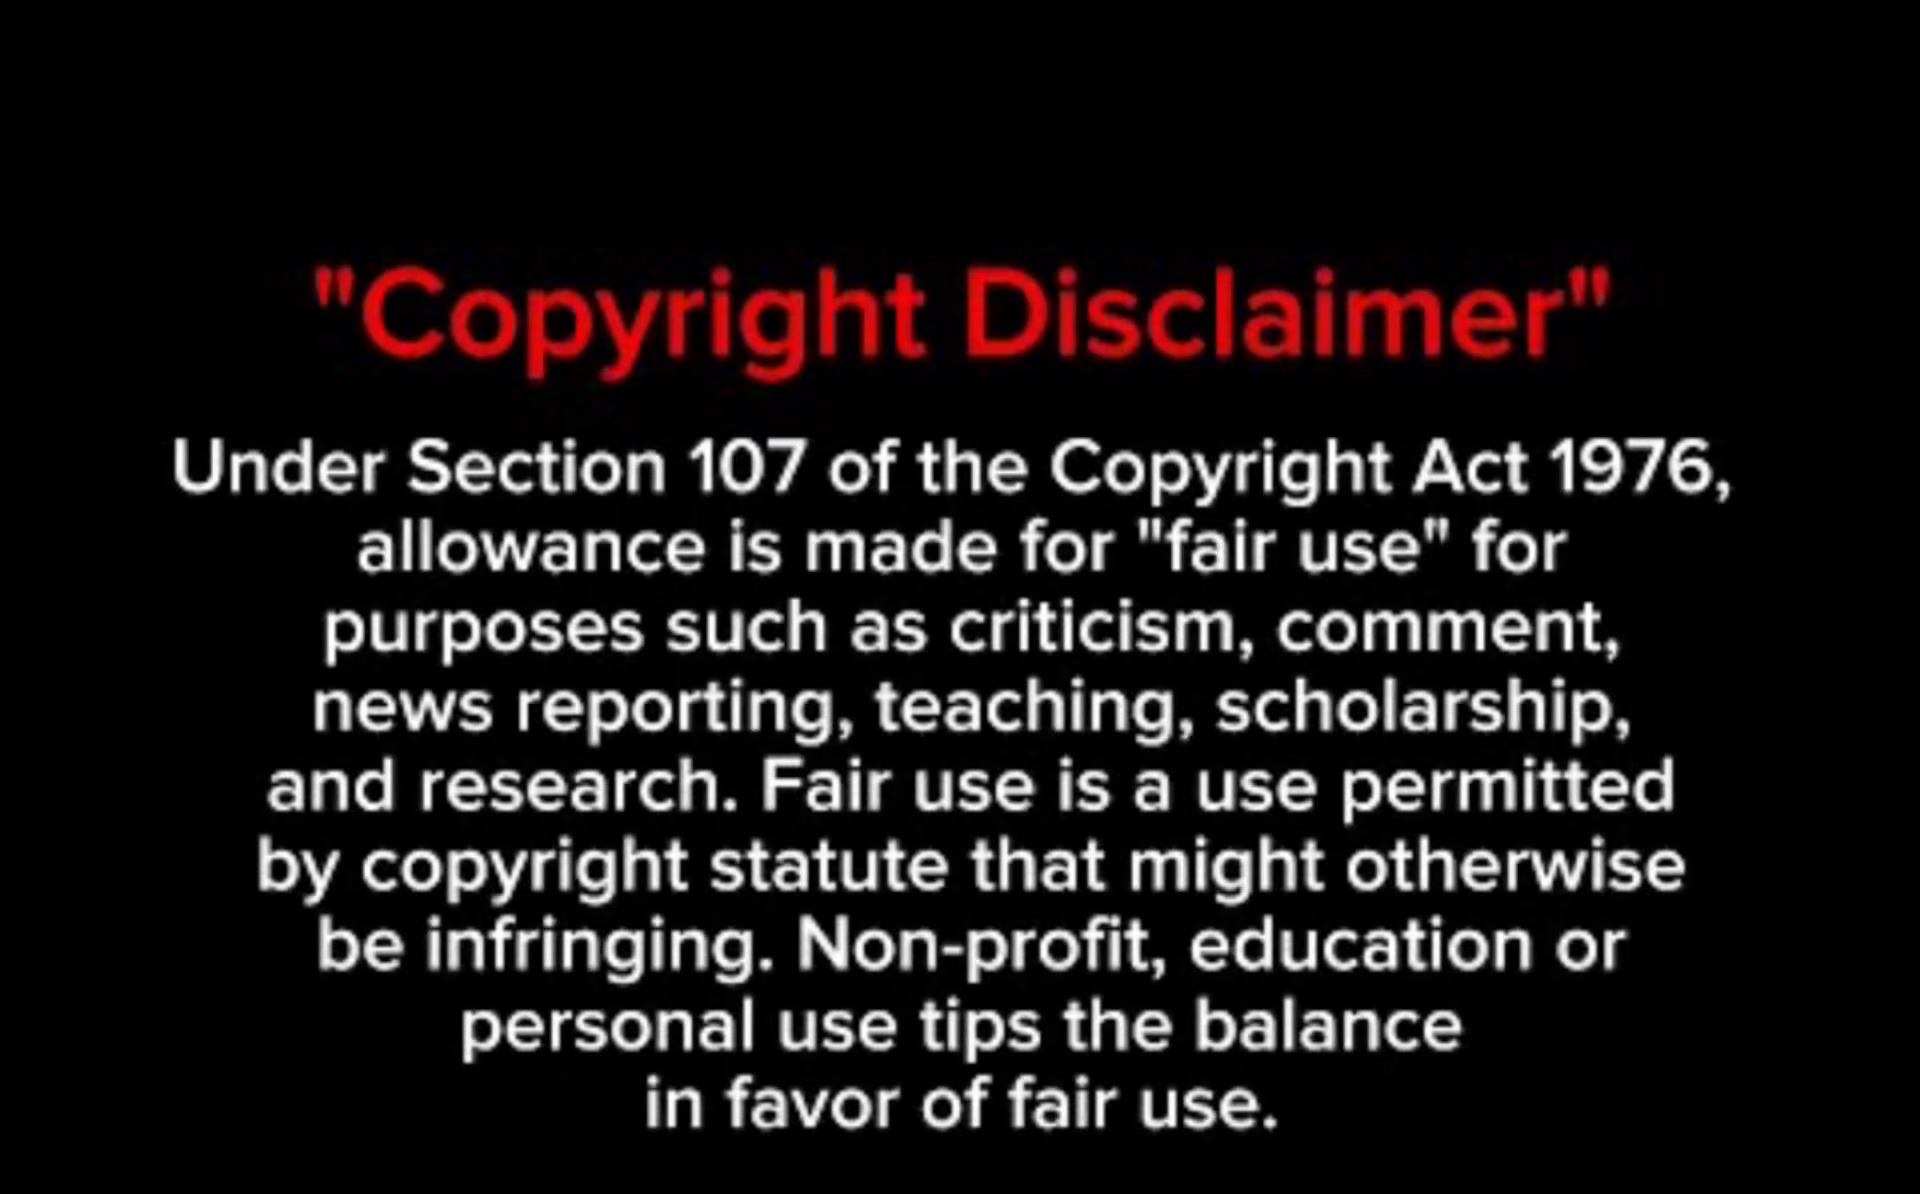 "Copyright Disclaimer"
Under Section 107 of the Copyright Act 1976,
allowance is made for "fair use" for
purposes such as criticism, comment,
news reporting, teaching, scholarship,
and research. Fair use is a use permitted
by copyright statute that might otherwise
be infringing. Non-profit, education or
personal use tips the balance
in favor of fair use.